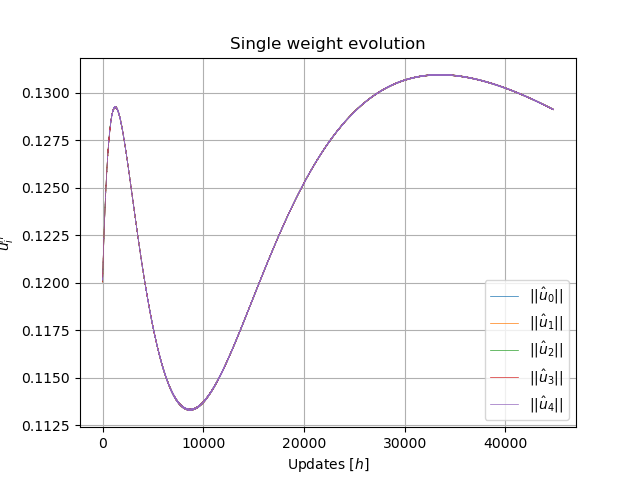 Single weight evolution
0.1300
0.1275
0.1250
0.1225
0.1200
0.1175
0.1150
0.1125
||û₀||
||û₁||
||û₂||
||û₃||
||û₄||
0 10000 20000 30000 40000
Updates [h]